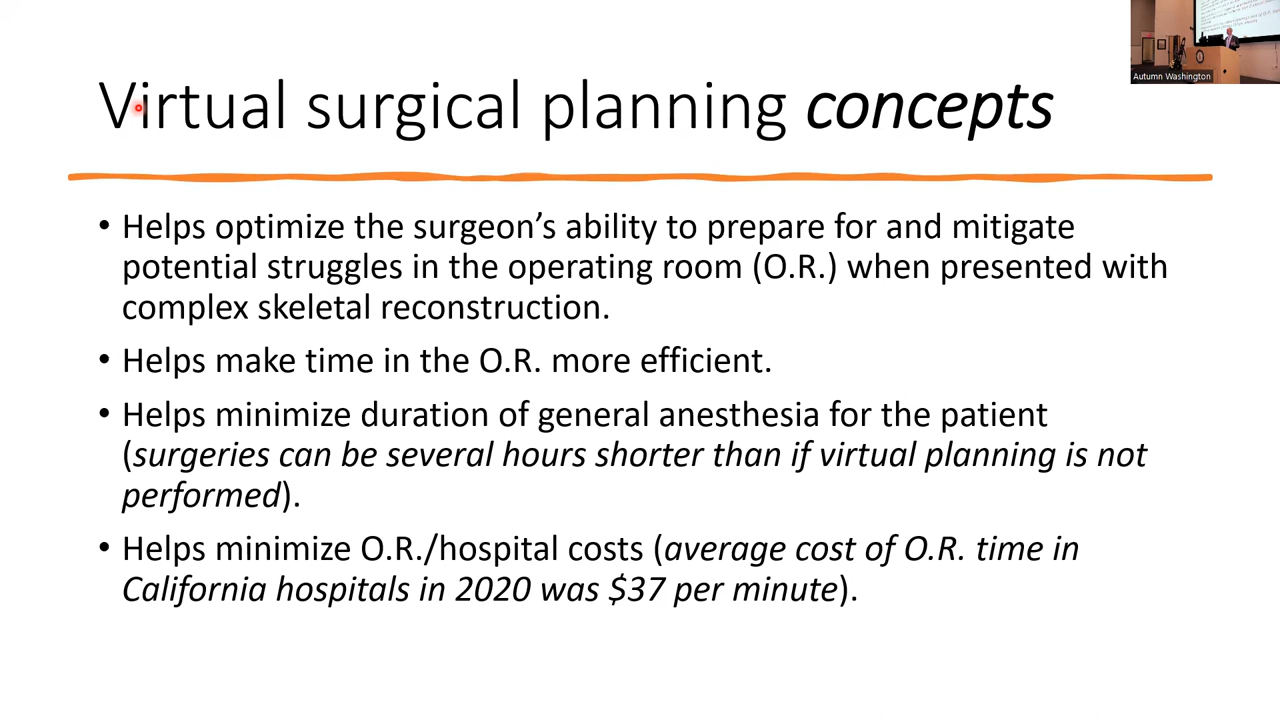 Virtual surgical planning concepts
Autumn Washington
• Helps optimize the surgeon’s ability to prepare for and mitigate
potential struggles in the operating room (O.R.) when presented with
complex skeletal reconstruction.
• Helps make time in the O.R. more efficient.
• Helps minimize duration of general anesthesia for the patient
(surgeries can be several hours shorter than if virtual planning is not
performed).
• Helps minimize O.R./hospital costs (average cost of O.R. time in
California hospitals in 2020 was $37 per minute).